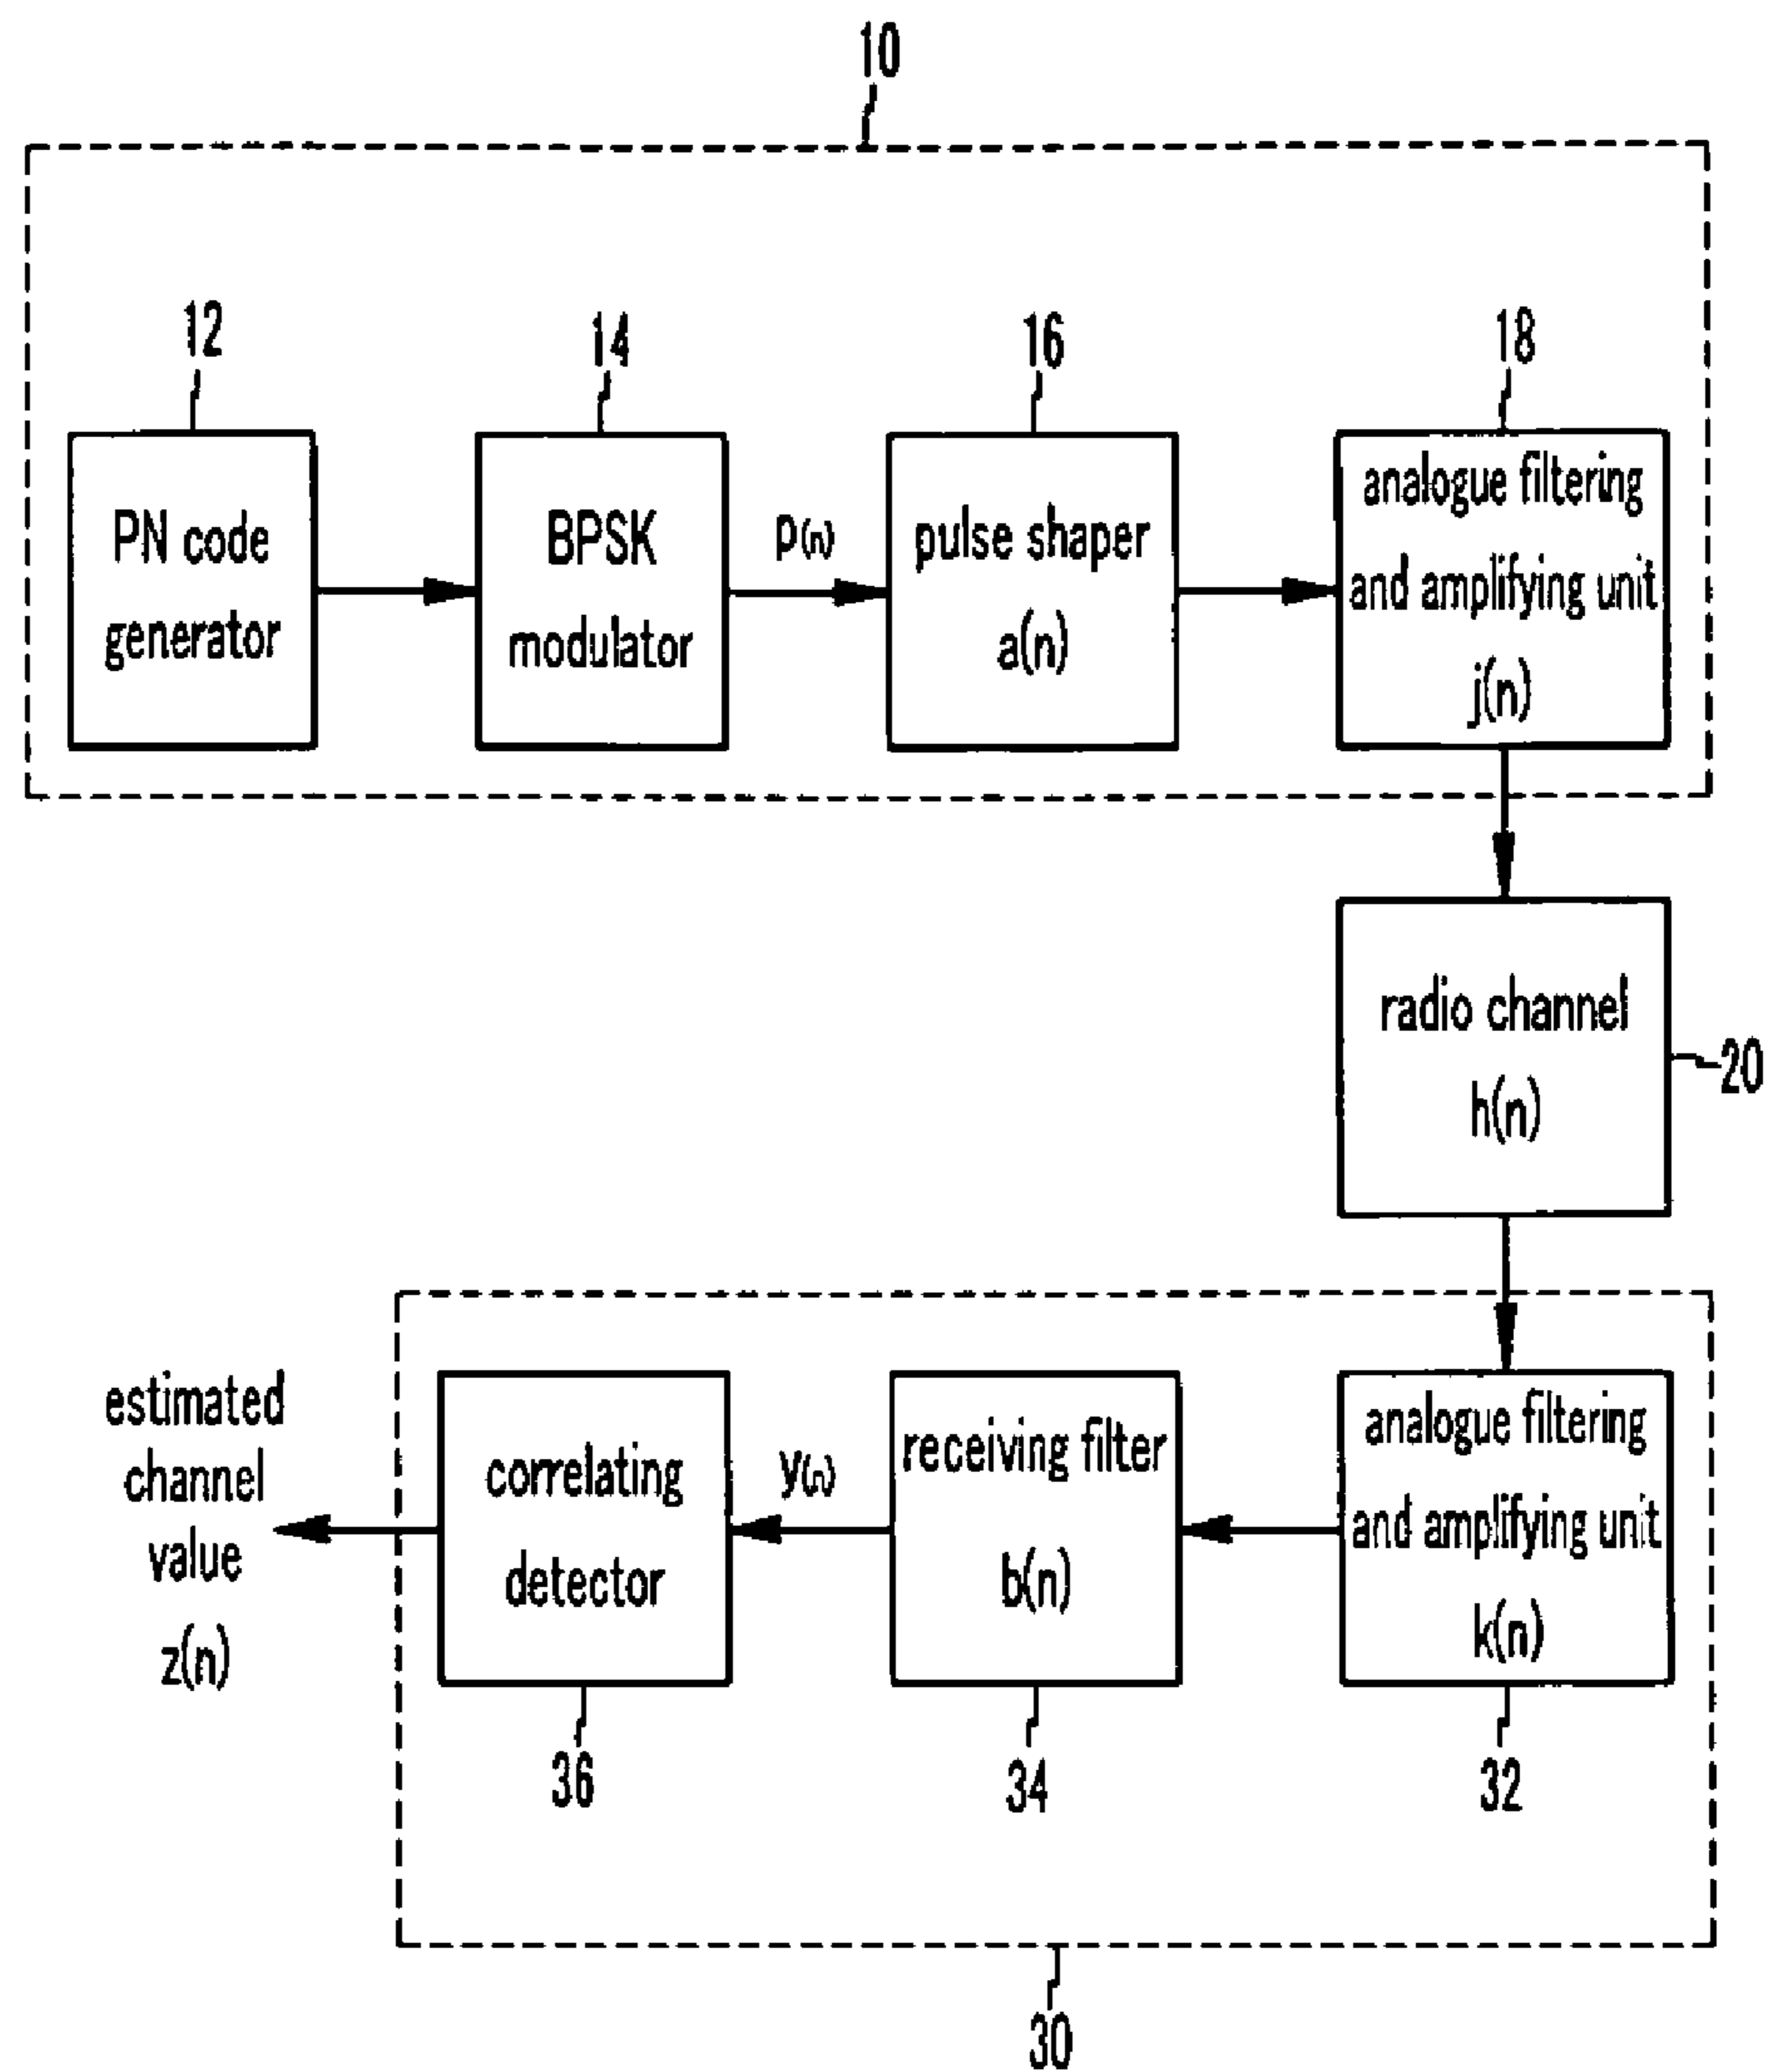 10
12
14
16
18
PN code
generator
BPSK
modulator
p(n)
pulse shaper
a(n)
analogue filtering
and amplifying unit
j(n)
radio channel
h(n)
20
estimated
channel
value
z(n)
correlating
detector
y(n)
receiving filter
b(n)
analogue filtering
and amplifying unit
k(n)
36
34
32
30